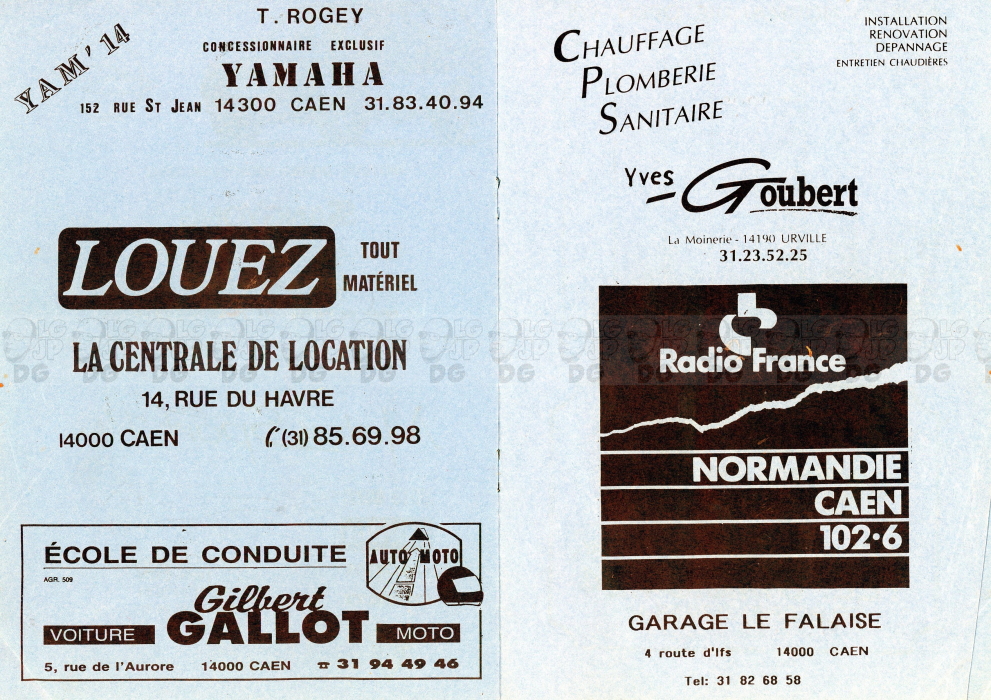 YAM' 14
T. ROGEY
CONCESSIONNAIRE EXCLUSIF
YAMAHA
152 RUE St JEAN 14300 CAEN 31.83.40.94
LOUEZ
TOUT
MATÉRIEL
LA CENTRALE DE LOCATION
14, RUE DU HAVRE
14000 CAEN (31) 85.69.98
ÉCOLE DE CONDUITE
AUTO MOTO
AGR. 509
Gilbert
GALLOT
VOITURE
MOTO
5, rue de l'Aurore 14000 CAEN ☎ 31 94 49 46
CHAUFFAGE
PLOMBERIE
SANITAIRE
INSTALLATION
RENOVATION
DEPANNAGE
ENTRETIEN CHAUDIÈRES
Yves - Goubert
La Moinerie - 14190 URVILLE
31.23.52.25
Radio France
NORMANDIE
CAEN
102·6
GARAGE LE FALAISE
4 route d'Ifs 14000 CAEN
Tel: 31 82 68 58
LG
JP
DG